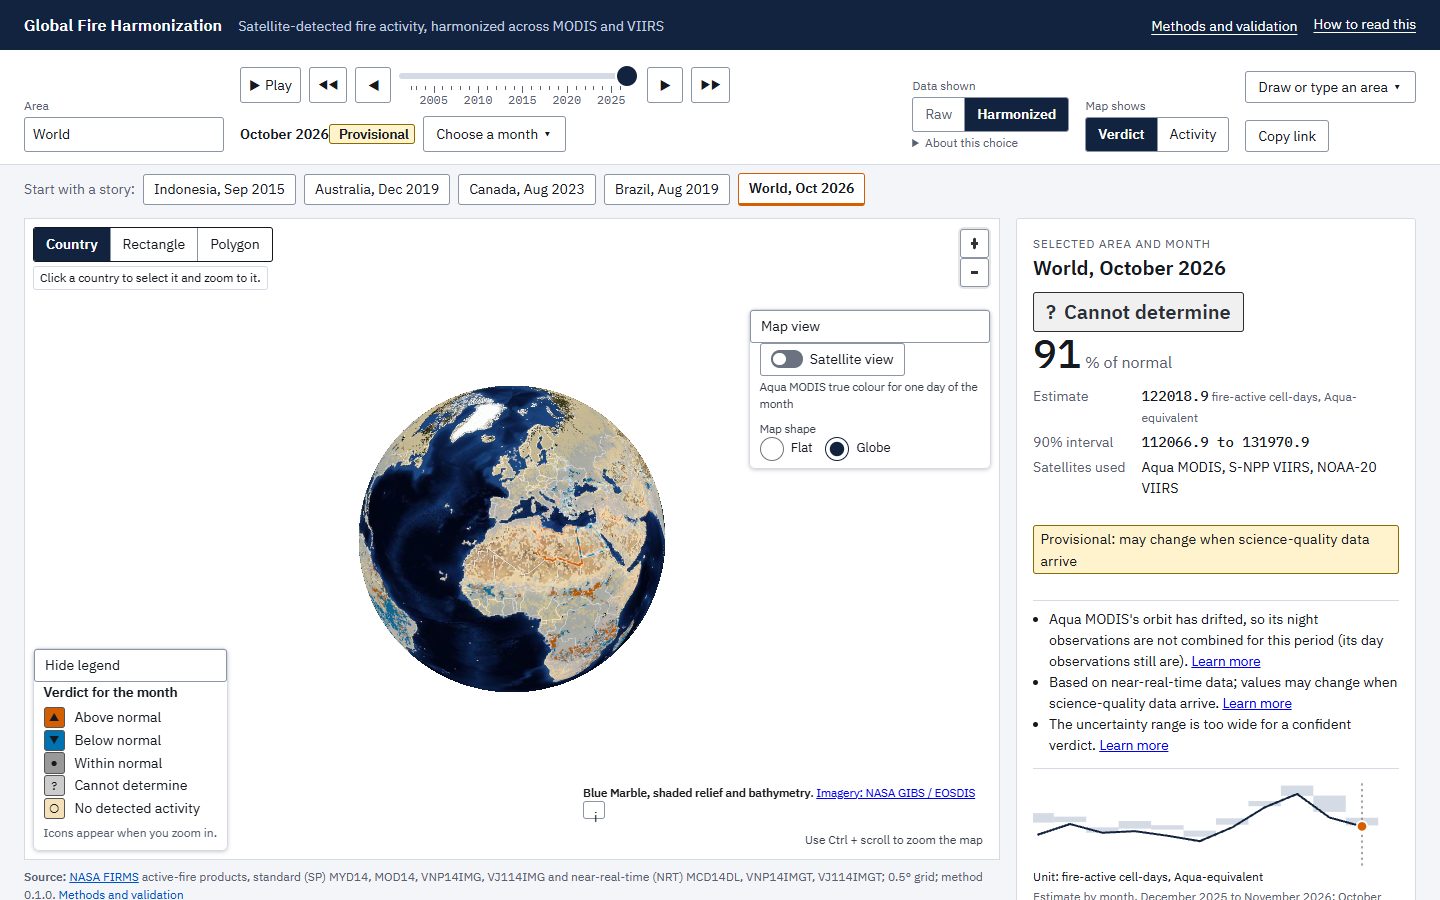 Global Fire Harmonization
Satellite-detected fire activity, harmonized across MODIS and VIIRS
Methods and validation
How to read this
Area
World
Play
2005 2010 2015 2020 2025
October 2026
Provisional
Choose a month
Data shown
Raw
Harmonized
About this choice
Map shows
Verdict
Activity
Draw or type an area
Copy link
Start with a story:
Indonesia, Sep 2015
Australia, Dec 2019
Canada, Aug 2023
Brazil, Aug 2019
World, Oct 2026
Country
Rectangle
Polygon
Click a country to select it and zoom to it.
+
-
Map view
Satellite view
Aqua MODIS true colour for one day of the
month
Map shape
Flat
Globe
Hide legend
Verdict for the month
Above normal
Below normal
Within normal
? Cannot determine
No detected activity
Icons appear when you zoom in.
Blue Marble, shaded relief and bathymetry. Imagery: NASA GIBS / EOSDIS
i
Use Ctrl + scroll to zoom the map
Source: NASA FIRMS active-fire products, standard (SP) MYD14, MOD14, VNP14IMG, VJ114IMG and near-real-time (NRT) MCD14DL, VNP14IMGT, VJ114IMGT; 0.5° grid; method
0.1.0. Methods and validation
SELECTED AREA AND MONTH
World, October 2026
? Cannot determine
91 % of normal
Estimate 122018.9 fire-active cell-days, Aqua-
equivalent
90% interval 112066.9 to 131970.9
Satellites used Aqua MODIS, S-NPP VIIRS, NOAA-20
VIIRS
Provisional: may change when science-quality data
arrive
Aqua MODIS's orbit has drifted, so its night
observations are not combined for this period (its day
observations still are). Learn more
Based on near-real-time data; values may change when
science-quality data arrive. Learn more
The uncertainty range is too wide for a confident
verdict. Learn more
Unit: fire-active cell-days, Aqua-equivalent
Estimate by month, December 2025 to November 2026; October